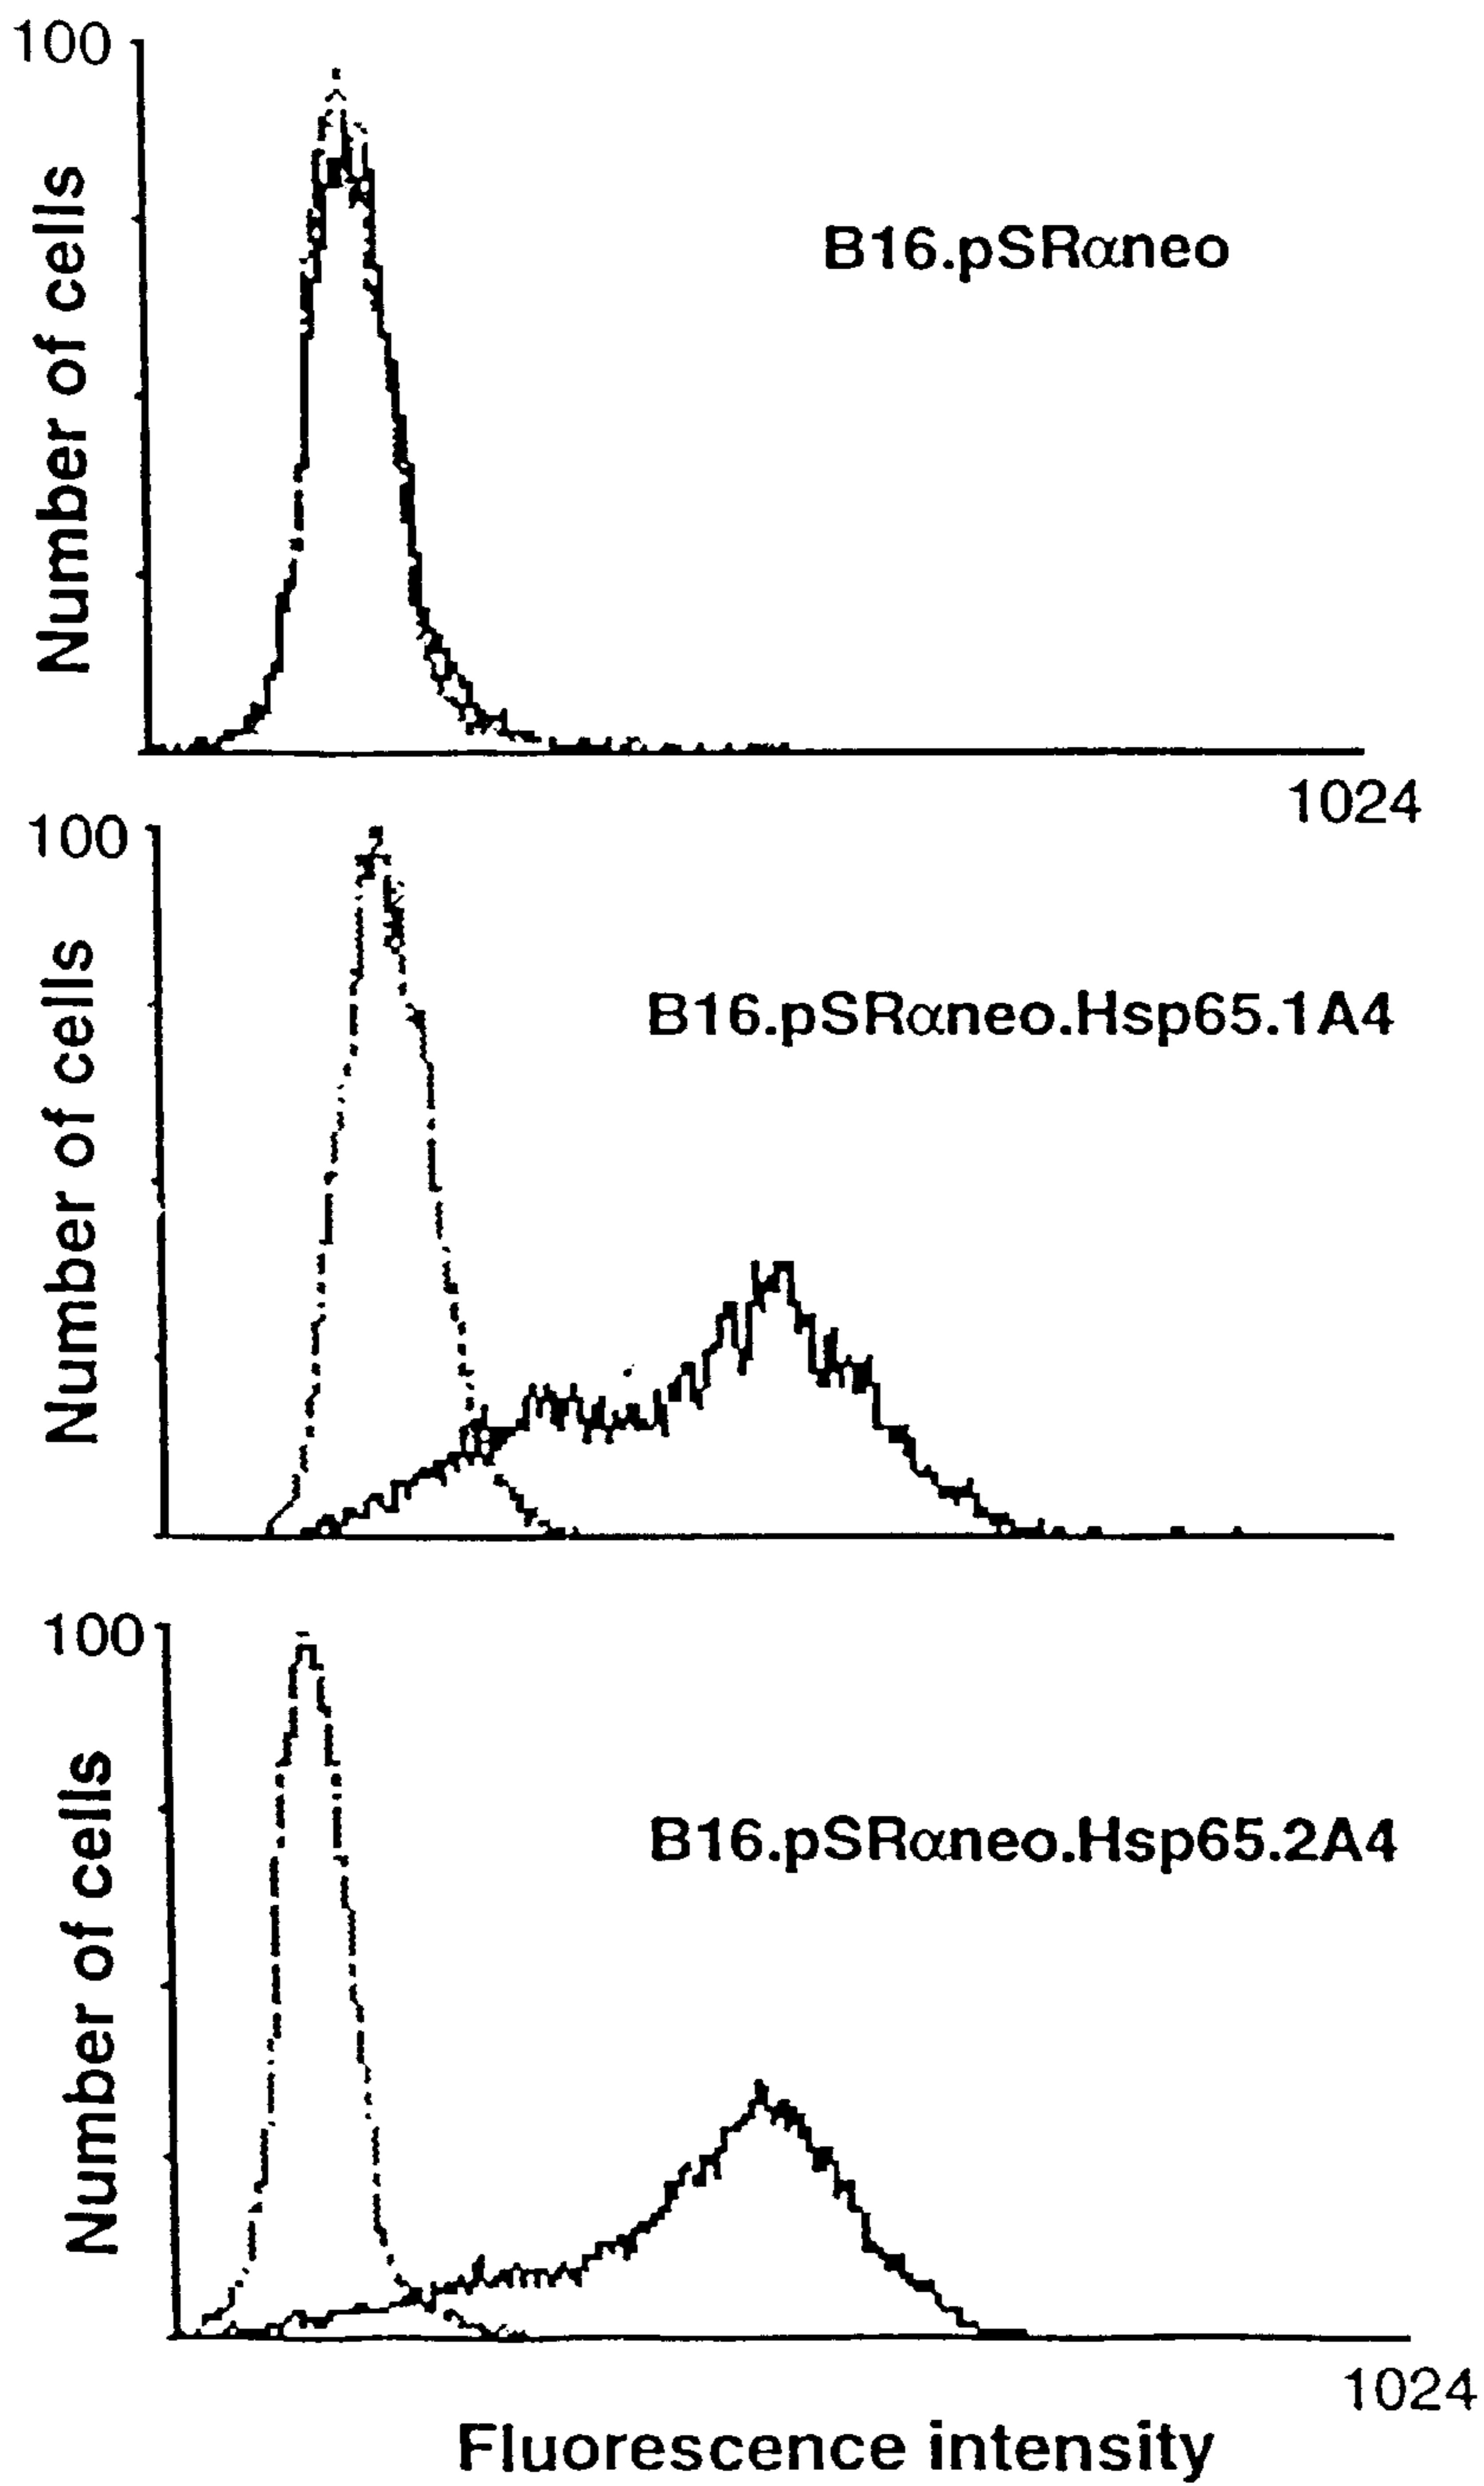 100
Number of cells
B16.pSRαneo
1024
100
Number of cells
B16.pSRαneo.Hsp65.1A4
100
Number of cells
B16.pSRαneo.Hsp65.2A4
1024
Fluorescence intensity